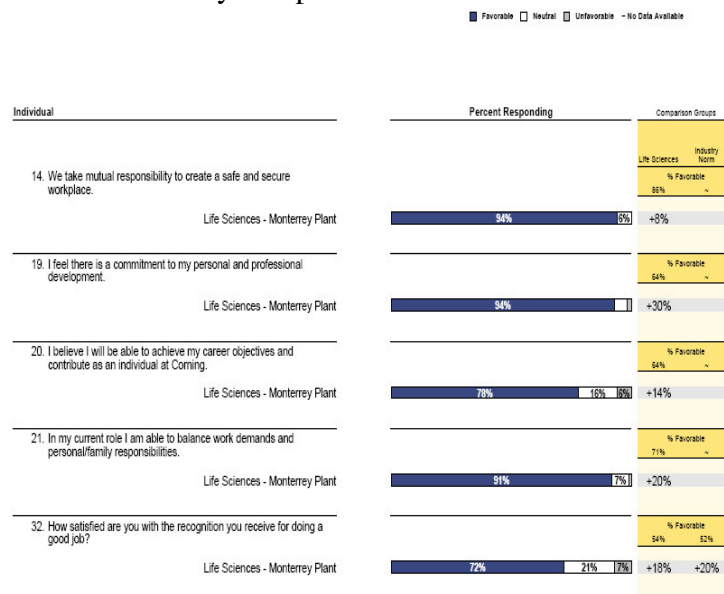 Favorable Neutral Unfavorable ~ No Data Available
Individual Percent Responding Comparison Groups
Life Sciences Industry Norm
14. We take mutual responsibility to create a safe and secure
workplace.
% Favorable
86% ~
Life Sciences - Monterrey Plant 94% 6% +8%
19. I feel there is a commitment to my personal and professional
development.
% Favorable
64% ~
Life Sciences - Monterrey Plant 94% +30%
20. I believe I will be able to achieve my career objectives and
contribute as an individual at Corning.
% Favorable
64% ~
Life Sciences - Monterrey Plant 78% 16% 6% +14%
21. In my current role I am able to balance work demands and
personal/family responsibilities.
% Favorable
71% ~
Life Sciences - Monterrey Plant 91% 7% +20%
32. How satisfied are you with the recognition you receive for doing a
good job?
% Favorable
54% 52%
Life Sciences - Monterrey Plant 72% 21% 7% +18% +20%